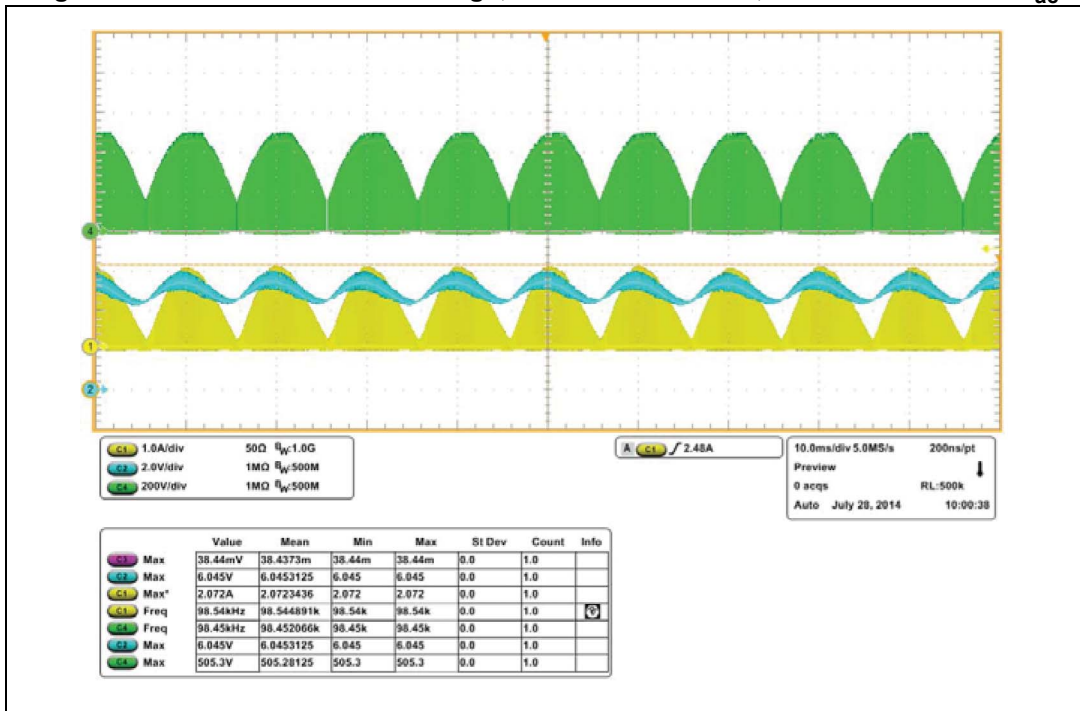 ac
4
1
2
C1 1.0A/div 50Ω BW:1.0G
C2 2.0V/div 1MΩ BW:500M
C4 200V/div 1MΩ BW:500M
A C1 2.48A
10.0ms/div 5.0MS/s 200ns/pt
Preview
0 acqs RL:500k
Auto July 28, 2014 10:00:38
Value Mean Min Max St Dev Count Info
C3 Max 38.44mV 38.4373m 38.44m 38.44m 0.0 1.0
C2 Max 6.045V 6.0453125 6.045 6.045 0.0 1.0
C1 Max* 2.072A 2.0723436 2.072 2.072 0.0 1.0
C1 Freq 98.54kHz 98.544891k 98.54k 98.54k 0.0 1.0
C4 Freq 98.45kHz 98.452066k 98.45k 98.45k 0.0 1.0
C2 Max 6.045V 6.0453125 6.045 6.045 0.0 1.0
C4 Max 505.3V 505.28125 505.3 505.3 0.0 1.0